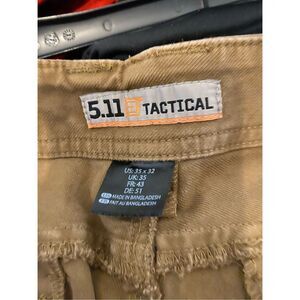 5.11 TACTICAL
US: 35 x 32
UK: 35
FR: 43
DE: 51
MADE IN BANGLADESH
FAIT AU BANGLADESH